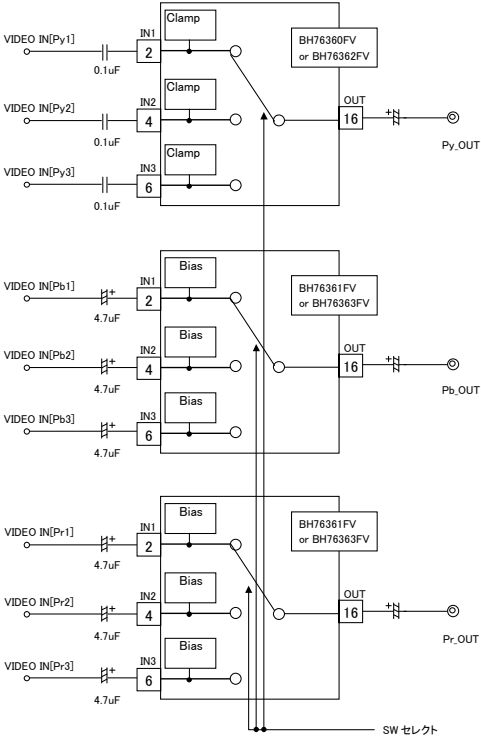 Clamp
VIDEO IN[Py1]
IN1
2
0.1uF
BH76360FV
or BH76362FV
Clamp
VIDEO IN[Py2]
IN2
4
0.1uF
OUT
16
+
Py_OUT
Clamp
VIDEO IN[Py3]
IN3
6
0.1uF
Bias
VIDEO IN[Pb1]
IN1
+
2
4.7uF
BH76361FV
or BH76363FV
Bias
VIDEO IN[Pb2]
IN2
+
4
4.7uF
OUT
16
+
Pb_OUT
Bias
VIDEO IN[Pb3]
IN3
+
6
4.7uF
Bias
VIDEO IN[Pr1]
IN1
+
2
4.7uF
BH76361FV
or BH76363FV
Bias
VIDEO IN[Pr2]
IN2
+
4
4.7uF
OUT
16
+
Pr_OUT
Bias
VIDEO IN[Pr3]
IN3
+
6
4.7uF
SW セレクト